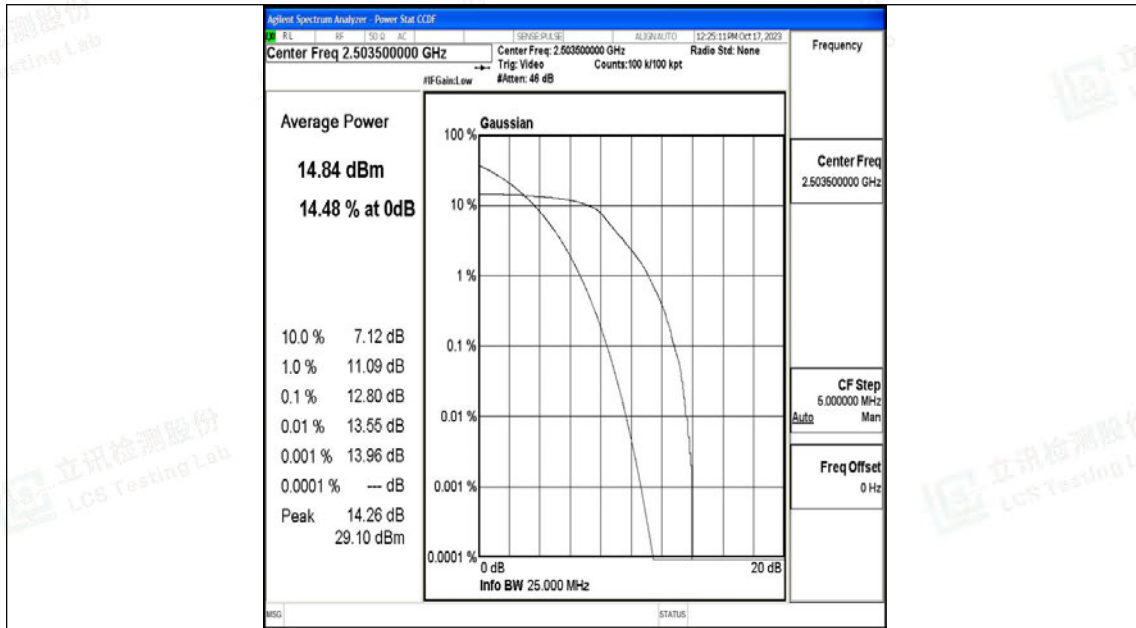 Agilent Spectrum Analyzer - Power Stat CCDF
RL RF 50 Ω AC SENSE:PULSE ALIGNAUTO 12:25:11 PM Oct 17, 2023
Center Freq 2.503500000 GHz
Center Freq: 2.503500000 GHz Radio Std: None
Trig: Video Counts:100 k/100 kpt
#IFGain:Low #Atten: 46 dB
Frequency
Average Power
14.84 dBm
14.48 % at 0dB
10.0 % 7.12 dB
1.0 % 11.09 dB
0.1 % 12.80 dB
0.01 % 13.55 dB
0.001 % 13.96 dB
0.0001 % --- dB
Peak 14.26 dB
29.10 dBm
Gaussian
100 %
10 %
1 %
0.1 %
0.01 %
0.001 %
0.0001 %
0 dB 20 dB
Info BW 25.000 MHz
Center Freq
2.503500000 GHz
CF Step
5.000000 MHz
Auto Man
Freq Offset
0 Hz
MSG STATUS
立讯检测股份
LCS Testing Lab
立讯检测股份
LCS Testing Lab